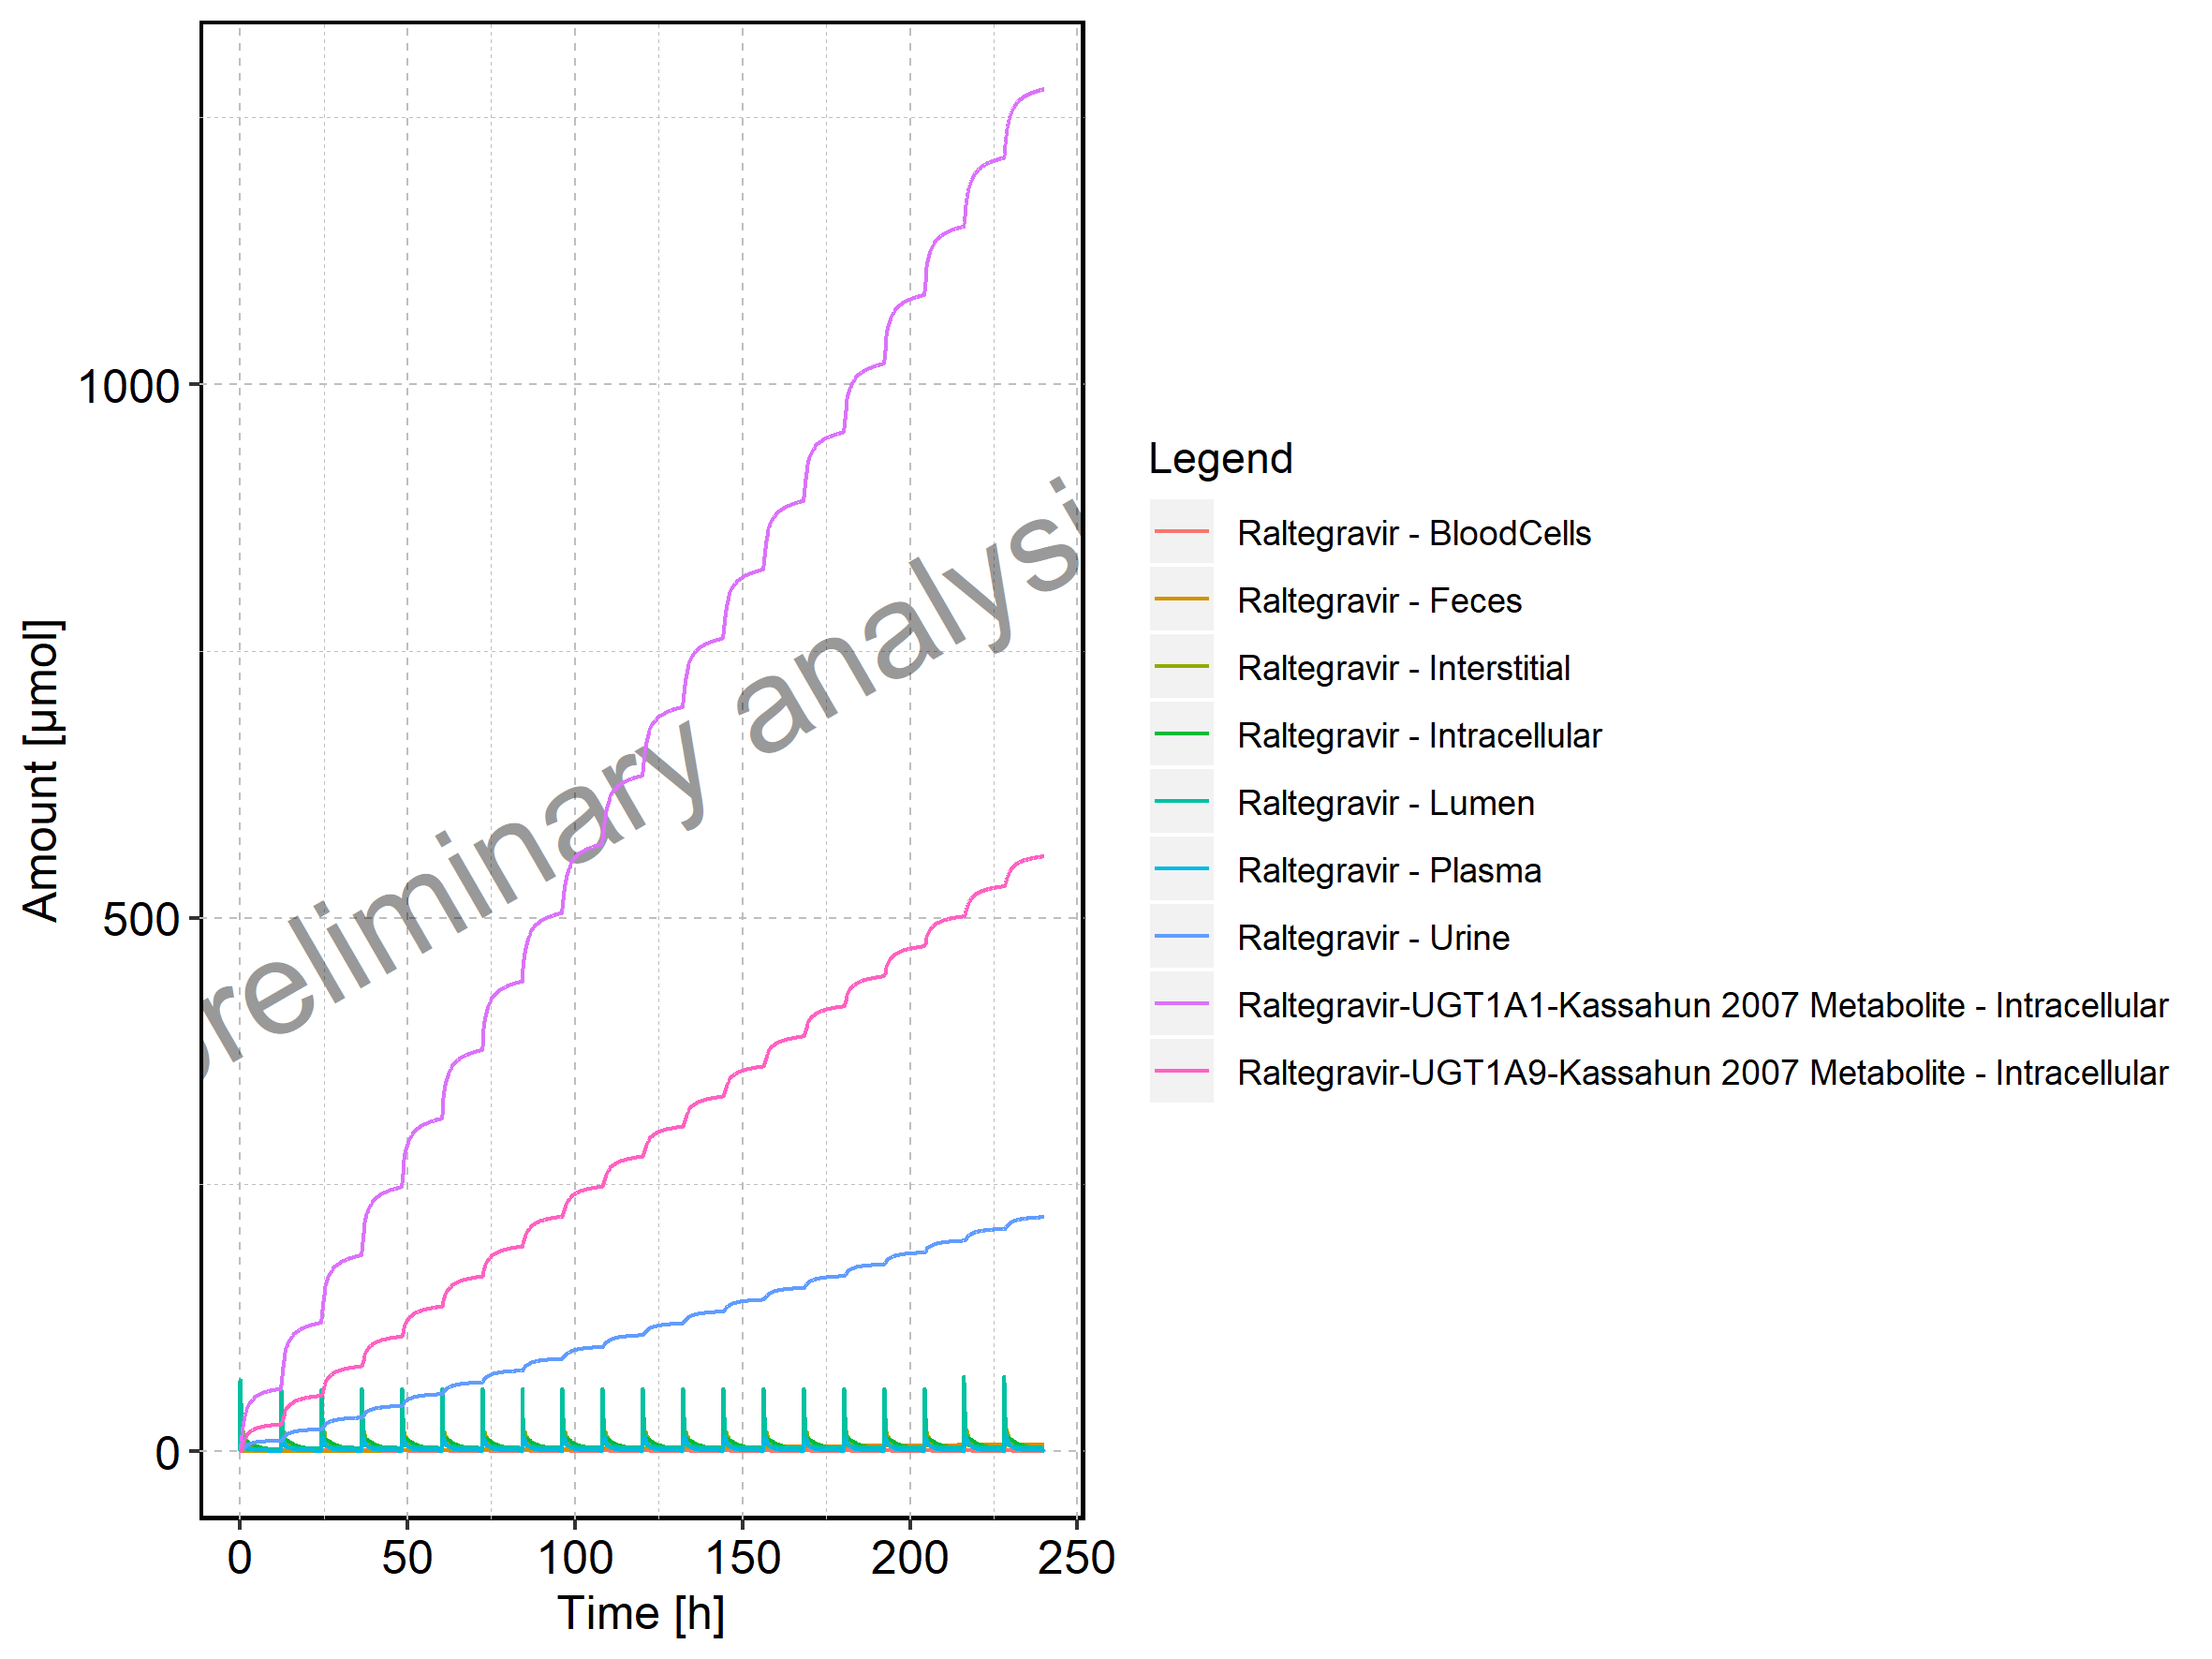 1000
500
0
Amount [µmol]
0 50 100 150 200 250
Time [h]
preliminary analysis
Legend
Raltegravir - BloodCells
Raltegravir - Feces
Raltegravir - Interstitial
Raltegravir - Intracellular
Raltegravir - Lumen
Raltegravir - Plasma
Raltegravir - Urine
Raltegravir-UGT1A1-Kassahun 2007 Metabolite - Intracellular
Raltegravir-UGT1A9-Kassahun 2007 Metabolite - Intracellular